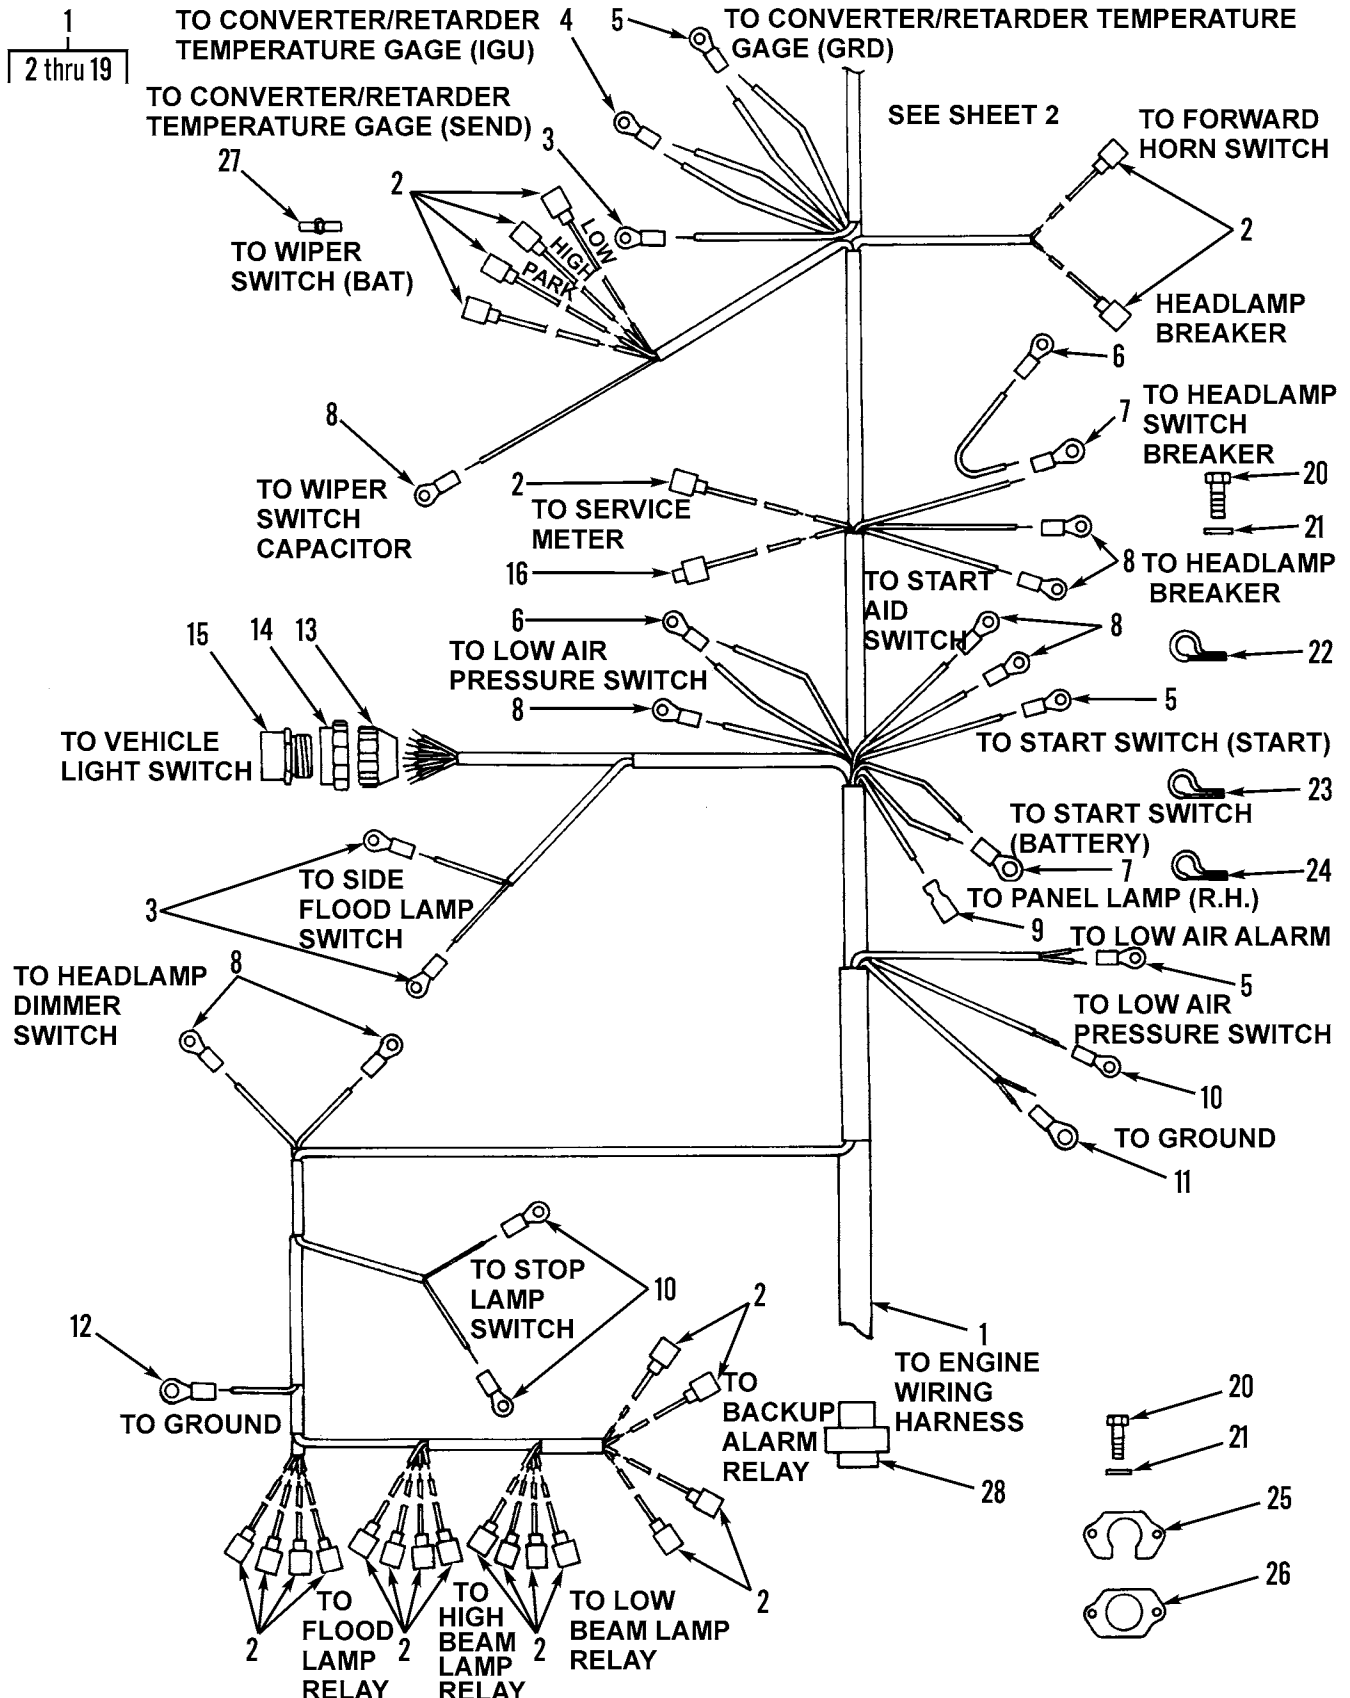 1
2 thru 19
TO CONVERTER/RETARDER
TEMPERATURE GAGE (IGU)
4
5
TO CONVERTER/RETARDER TEMPERATURE
GAGE (GRD)
TO CONVERTER/RETARDER
TEMPERATURE GAGE (SEND)
3
SEE SHEET 2
TO FORWARD
HORN SWITCH
27
2
LOW
HIGH
PARK
2
TO WIPER
SWITCH (BAT)
HEADLAMP
BREAKER
6
8
7
TO HEADLAMP
SWITCH
BREAKER
20
TO WIPER
SWITCH
CAPACITOR
2
TO SERVICE
METER
21
16
8
TO HEADLAMP
BREAKER
TO START
AID
SWITCH
15
14
13
6
TO LOW AIR
PRESSURE SWITCH
8
8
22
5
TO VEHICLE
LIGHT SWITCH
TO START SWITCH (START)
23
TO START SWITCH
(BATTERY)
7
24
TO SIDE
FLOOD LAMP
SWITCH
3
TO PANEL LAMP (R.H.)
9
TO LOW AIR ALARM
5
TO HEADLAMP
DIMMER
SWITCH
8
TO LOW AIR
PRESSURE SWITCH
10
TO GROUND
11
TO STOP
LAMP
SWITCH
10
2
12
TO GROUND
1
TO ENGINE
WIRING
HARNESS
TO
BACKUP
ALARM
RELAY
28
20
21
25
26
2
2
TO
FLOOD
LAMP
RELAY
2
TO
HIGH
BEAM
LAMP
RELAY
2
TO LOW
BEAM LAMP
RELAY